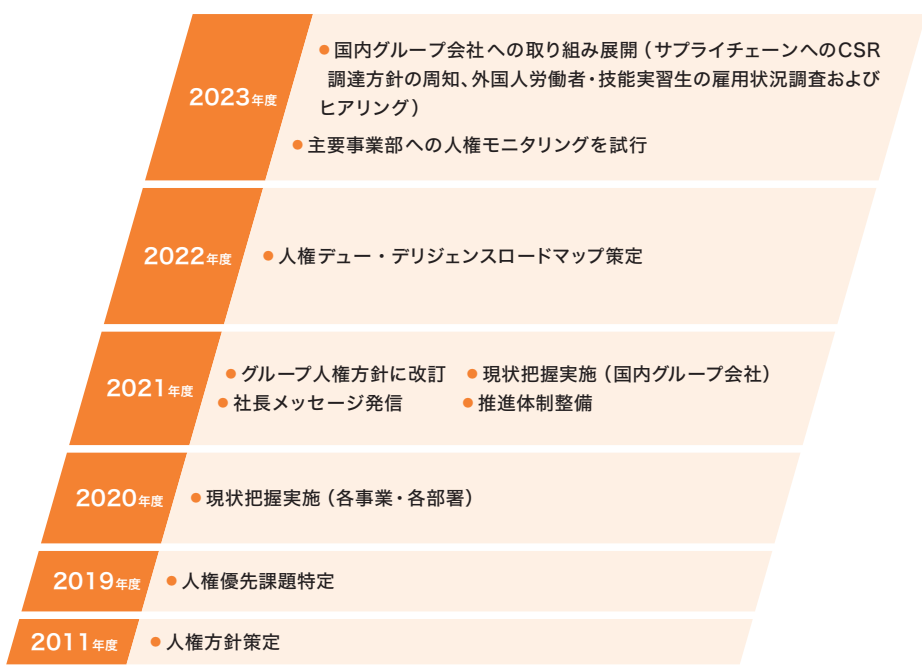 2023年度
●国内グループ会社への取り組み展開（サプライチェーンへのCSR
調達方針の周知、外国人労働者・技能実習生の雇用状況調査および
ヒアリング）
●主要事業部への人権モニタリングを試行
2022年度
●人権デュー・デリジェンスロードマップ策定
2021年度
●グループ人権方針に改訂 ●現状把握実施（国内グループ会社）
●社長メッセージ発信 ●推進体制整備
2020年度
●現状把握実施（各事業・各部署）
2019年度
●人権優先課題特定
2011年度
●人権方針策定